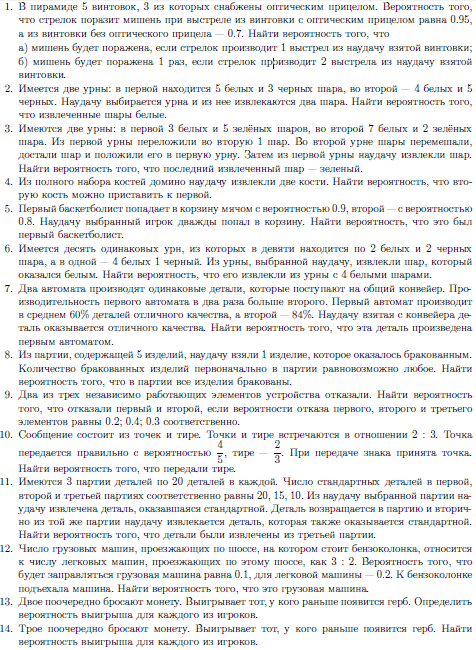 1. В пирамиде 5 винтовок, 3 из которых снабжены оптическим прицелом. Вероятность того,
что стрелок поразит мишень при выстреле из винтовки с оптическим прицелом равна 0.95,
а из винтовки без оптического прицела — 0.7. Найти вероятность того, что
а) мишень будет поражена, если стрелок производит 1 выстрел из наудачу взятой винтовки;
б) мишень будет поражена 1 раз, если стрелок призводит 2 выстрела из наудачу взятой
винтовки.
2. Имеется две урны: в первой находится 5 белых и 3 черных шара, во второй — 4 белых и 5
черных. Наудачу выбирается урна и из нее извлекаются два шара. Найти вероятность того,
что извлеченные шары белые.
3. Имеются две урны: в первой 3 белых и 5 зелёных шаров, во второй 7 белых и 2 зелёных
шара. Из первой урны переложили во вторую 1 шар. Во второй урне шары перемешали,
достали шар и положили его в первую урну. Затем из первой урны наудачу извлекли шар.
Найти вероятность того, что последний извлеченный шар — зеленый.
4. Из полного набора костей домино наудачу извлекли две кости. Найти вероятность, что вто-
рую кость можно приставить к первой.
5. Первый баскетболист попадает в корзину мячом с вероятностью 0.9, второй — с вероятностью
0.8. Наудачу выбранный игрок дважды попал в корзину. Найти вероятность, что это был
первый баскетболист.
6. Имеется десять одинаковых урн, из которых в девяти находится по 2 белых и 2 черных
шара, а в одной — 4 белых 1 черный. Из урны, выбранной наудачу, извлекли шар, который
оказался белым. Найти вероятность, что его извлекли из урны с 4 белыми шарами.
7. Два автомата производят одинаковые детали, которые поступают на общий конвейер. Про-
изводительность первого автомата в два раза больше второго. Первый автомат производит
в среднем 60% деталей отличного качества, а второй — 84%. Наудачу взятая с конвейера де-
таль оказывается отличного качества. Найти вероятность, что эта деталь произведена
первым автоматом.
8. Из партии, содержащей 5 изделий, наудачу взяли 1 изделие, которое оказалось бракованным.
Количество бракованных изделий первоначально в партии равновозможно любое. Найти
вероятность того, что в партии все изделия бракованы.
9. Два из трех независимо работающих элементов устройства отказали. Найти вероятность
того, что отказали первый и второй, если вероятности отказа первого, второго и третьего
элементов равны 0.2; 0.4; 0.3 соответственно.
10. Сообщение состоит из точек и тире. Точки и тире встречаются в отношении 2 : 3. Точка
передается правильно с вероятностью 4/5, тире — 2/3. При передаче знака принята точка.
Найти вероятность того, что передали тире.
11. Имеются 3 партии деталей по 20 деталей в каждой. Число стандартных деталей в первой,
второй и третьей партиях соответственно равны 20, 15, 10. Из наудачу выбранной партии на-
удачу извлечена деталь, оказавшаяся стандартной. Деталь возвращается в партию и вторич-
но из той же партии наудачу извлекается деталь, которая также оказывается стандартной.
Найти вероятность того, что детали были извлечены из третьей партии.
12. Число грузовых машин, проезжающих по шоссе, на котором стоит бензоколонка, относится
к числу легковых машин, проезжающих по этому шоссе, как 3 : 2. Вероятность того, что
будет заправляться грузовая машина равна 0.1, для легковой машины — 0.2. К бензоколонке
подъехала машина. Найти вероятность того, что это грузовая машина.
13. Двое поочередно бросают монету. Выигрывает тот, у кого раньше появится герб. Определить
вероятность выигрыша для каждого из игроков.
14. Трое поочередно бросают монету. Выигрывает тот, у кого раньше появится герб. Найти
вероятность выигрыша для каждого из игроков.